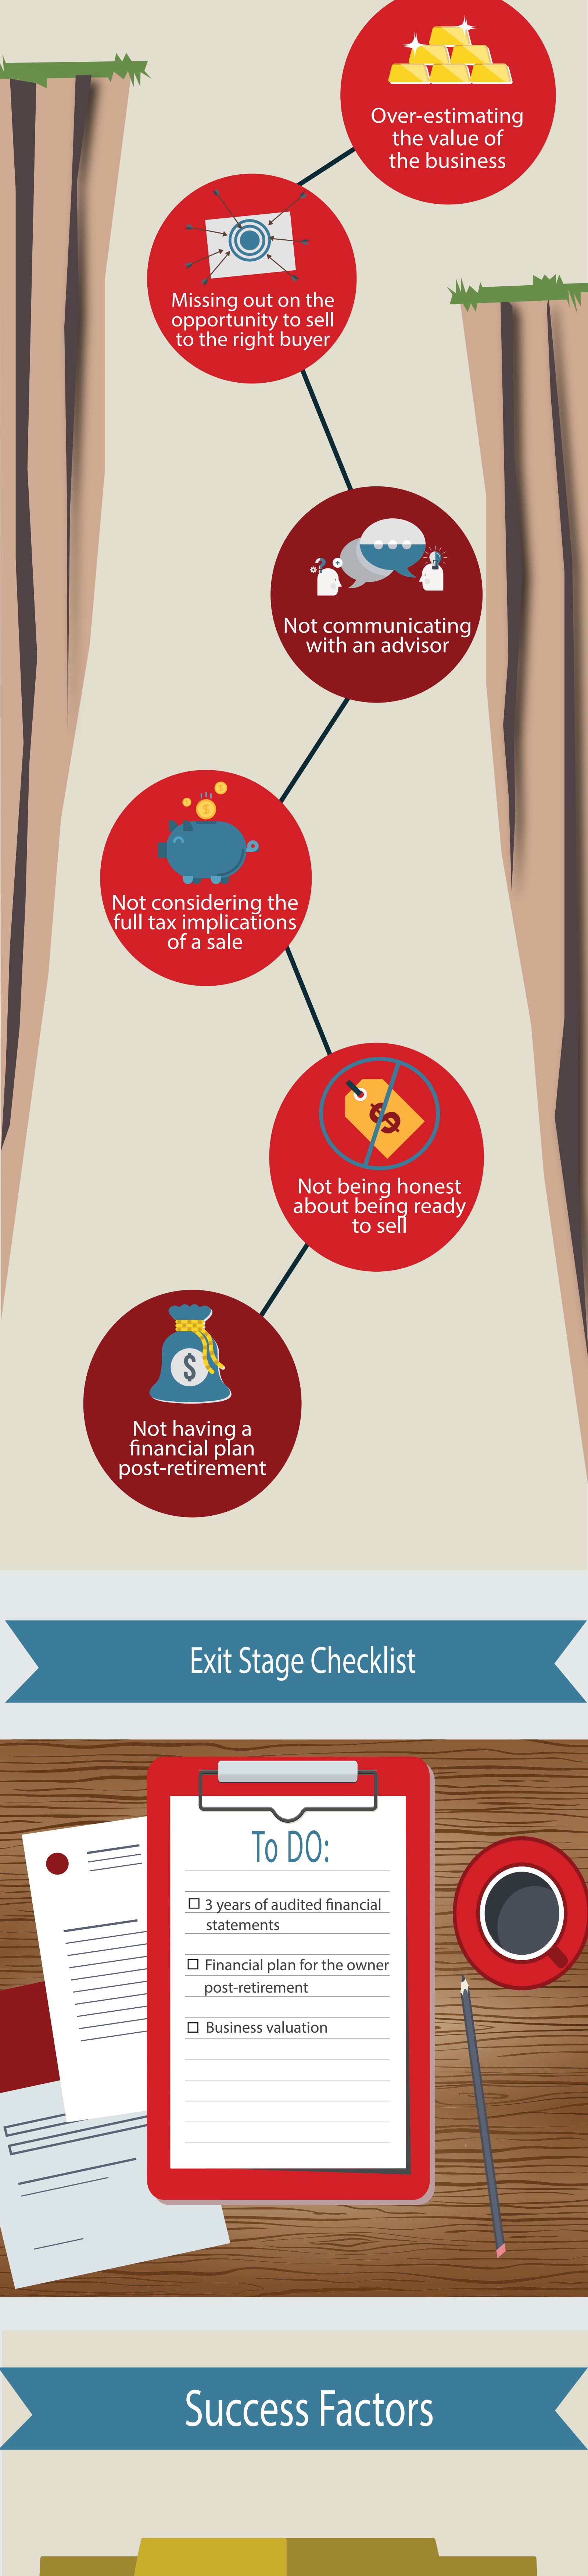 Over-estimating
the value of
the business
Missing out on the
opportunity to sell
to the right buyer
Not communicating
with an advisor
Not considering the
full tax implications
of a sale
Not being honest
about being ready
to sell
$
Not having a
financial plan
post-retirement
Exit Stage Checklist
To DO:
3 years of audited financial
statements
Financial plan for the owner
post-retirement
Business valuation
Success Factors